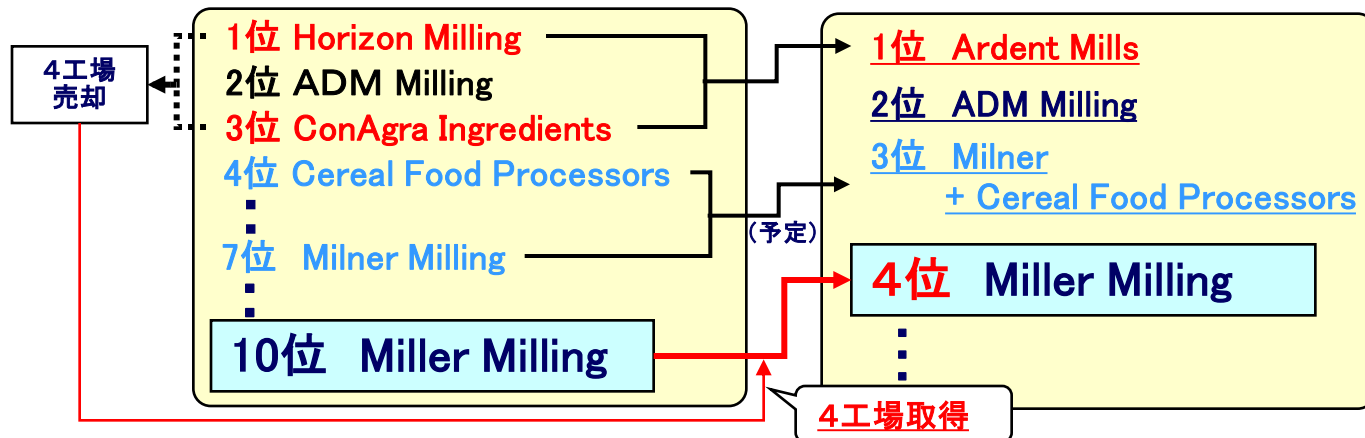 4工場
売却
1位 Horizon Milling
2位 ADM Milling
3位 ConAgra Ingredients
4位 Cereal Food Processors
7位 Milner Milling
10位 Miller Milling
(予定)
1位 Ardent Mills
2位 ADM Milling
3位 Milner
+ Cereal Food Processors
4位 Miller Milling
4工場取得